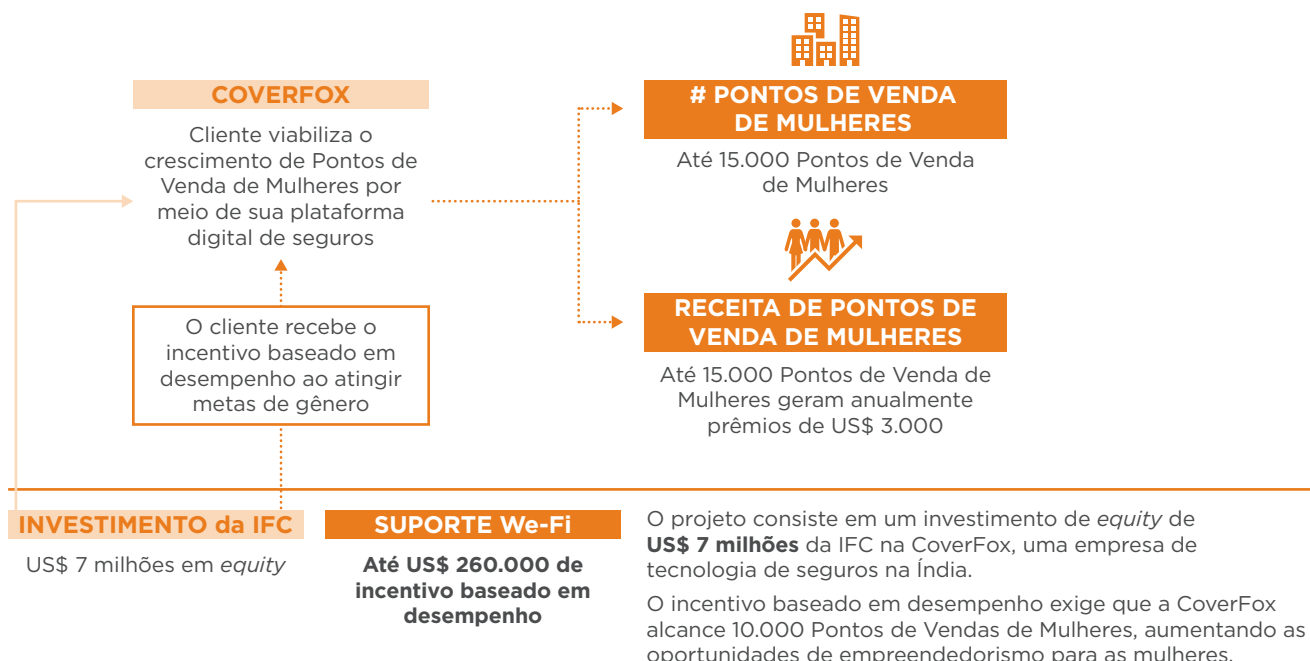 COVERFOX
Cliente viabiliza o
crescimento de Pontos de
Venda de Mulheres por
meio de sua plataforma
digital de seguros
O cliente recebe o
incentivo baseado em
desempenho ao atingir
metas de gênero
# PONTOS DE VENDA
DE MULHERES
Até 15.000 Pontos de Venda
de Mulheres
RECEITA DE PONTOS DE
VENDA DE MULHERES
Até 15.000 Pontos de Venda de
Mulheres geram anualmente
prêmios de US$ 3.000
INVESTIMENTO da IFC
US$ 7 milhões em equity
SUPORTE We-Fi
Até US$ 260.000 de
incentivo baseado em
desempenho
O projeto consiste em um investimento de equity de
US$ 7 milhões da IFC na CoverFox, uma empresa de
tecnologia de seguros na Índia.
O incentivo baseado em desempenho exige que a CoverFox
alcance 10.000 Pontos de Vendas de Mulheres, aumentando as
oportunidades de empreendedorismo para as mulheres.